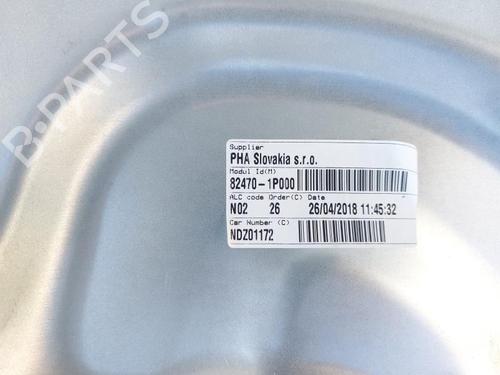 B-PARTS
Supplier
PHA Slovakia s.r.o.
Modul Id(M)
82470-1P000
ALC code Order(C) Date
N02 26 26/04/2018 11:45:32
Car Number (C)
NDZ01172
B-PARTS